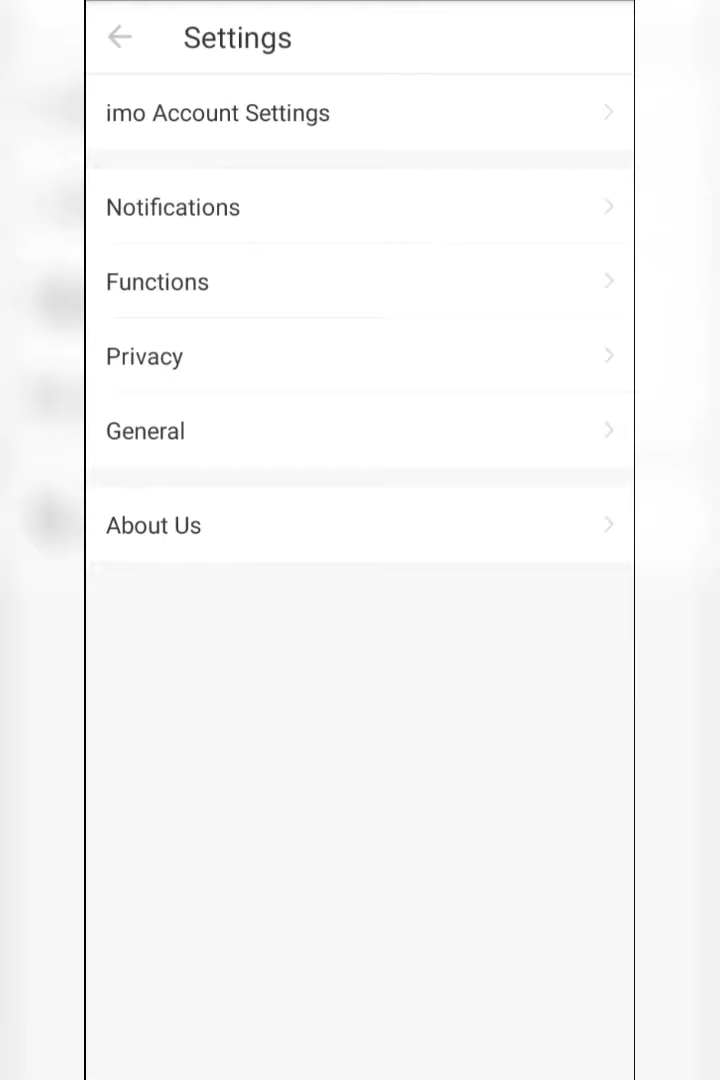 Settings
imo Account Settings
Notifications
Functions
Privacy
General
About Us